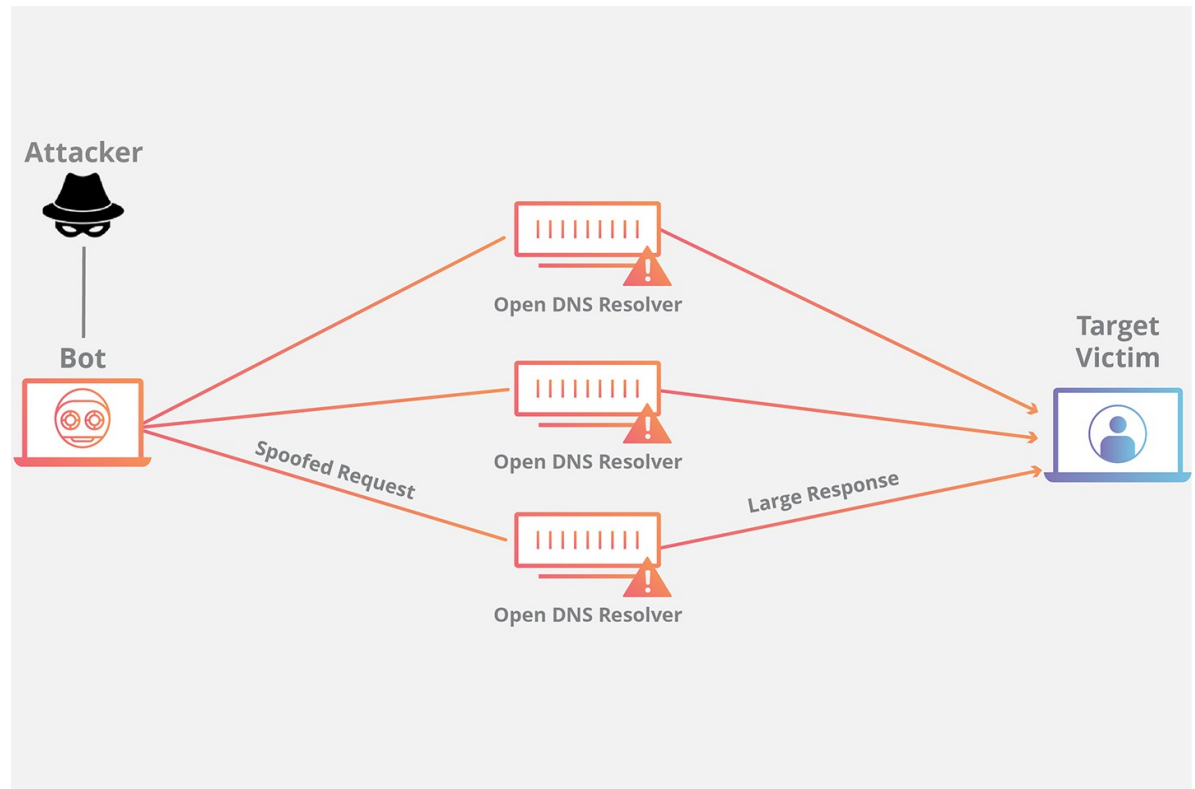 Attacker
Bot
Spoofed Request
Open DNS Resolver
Open DNS Resolver
Open DNS Resolver
Large Response
Target
Victim